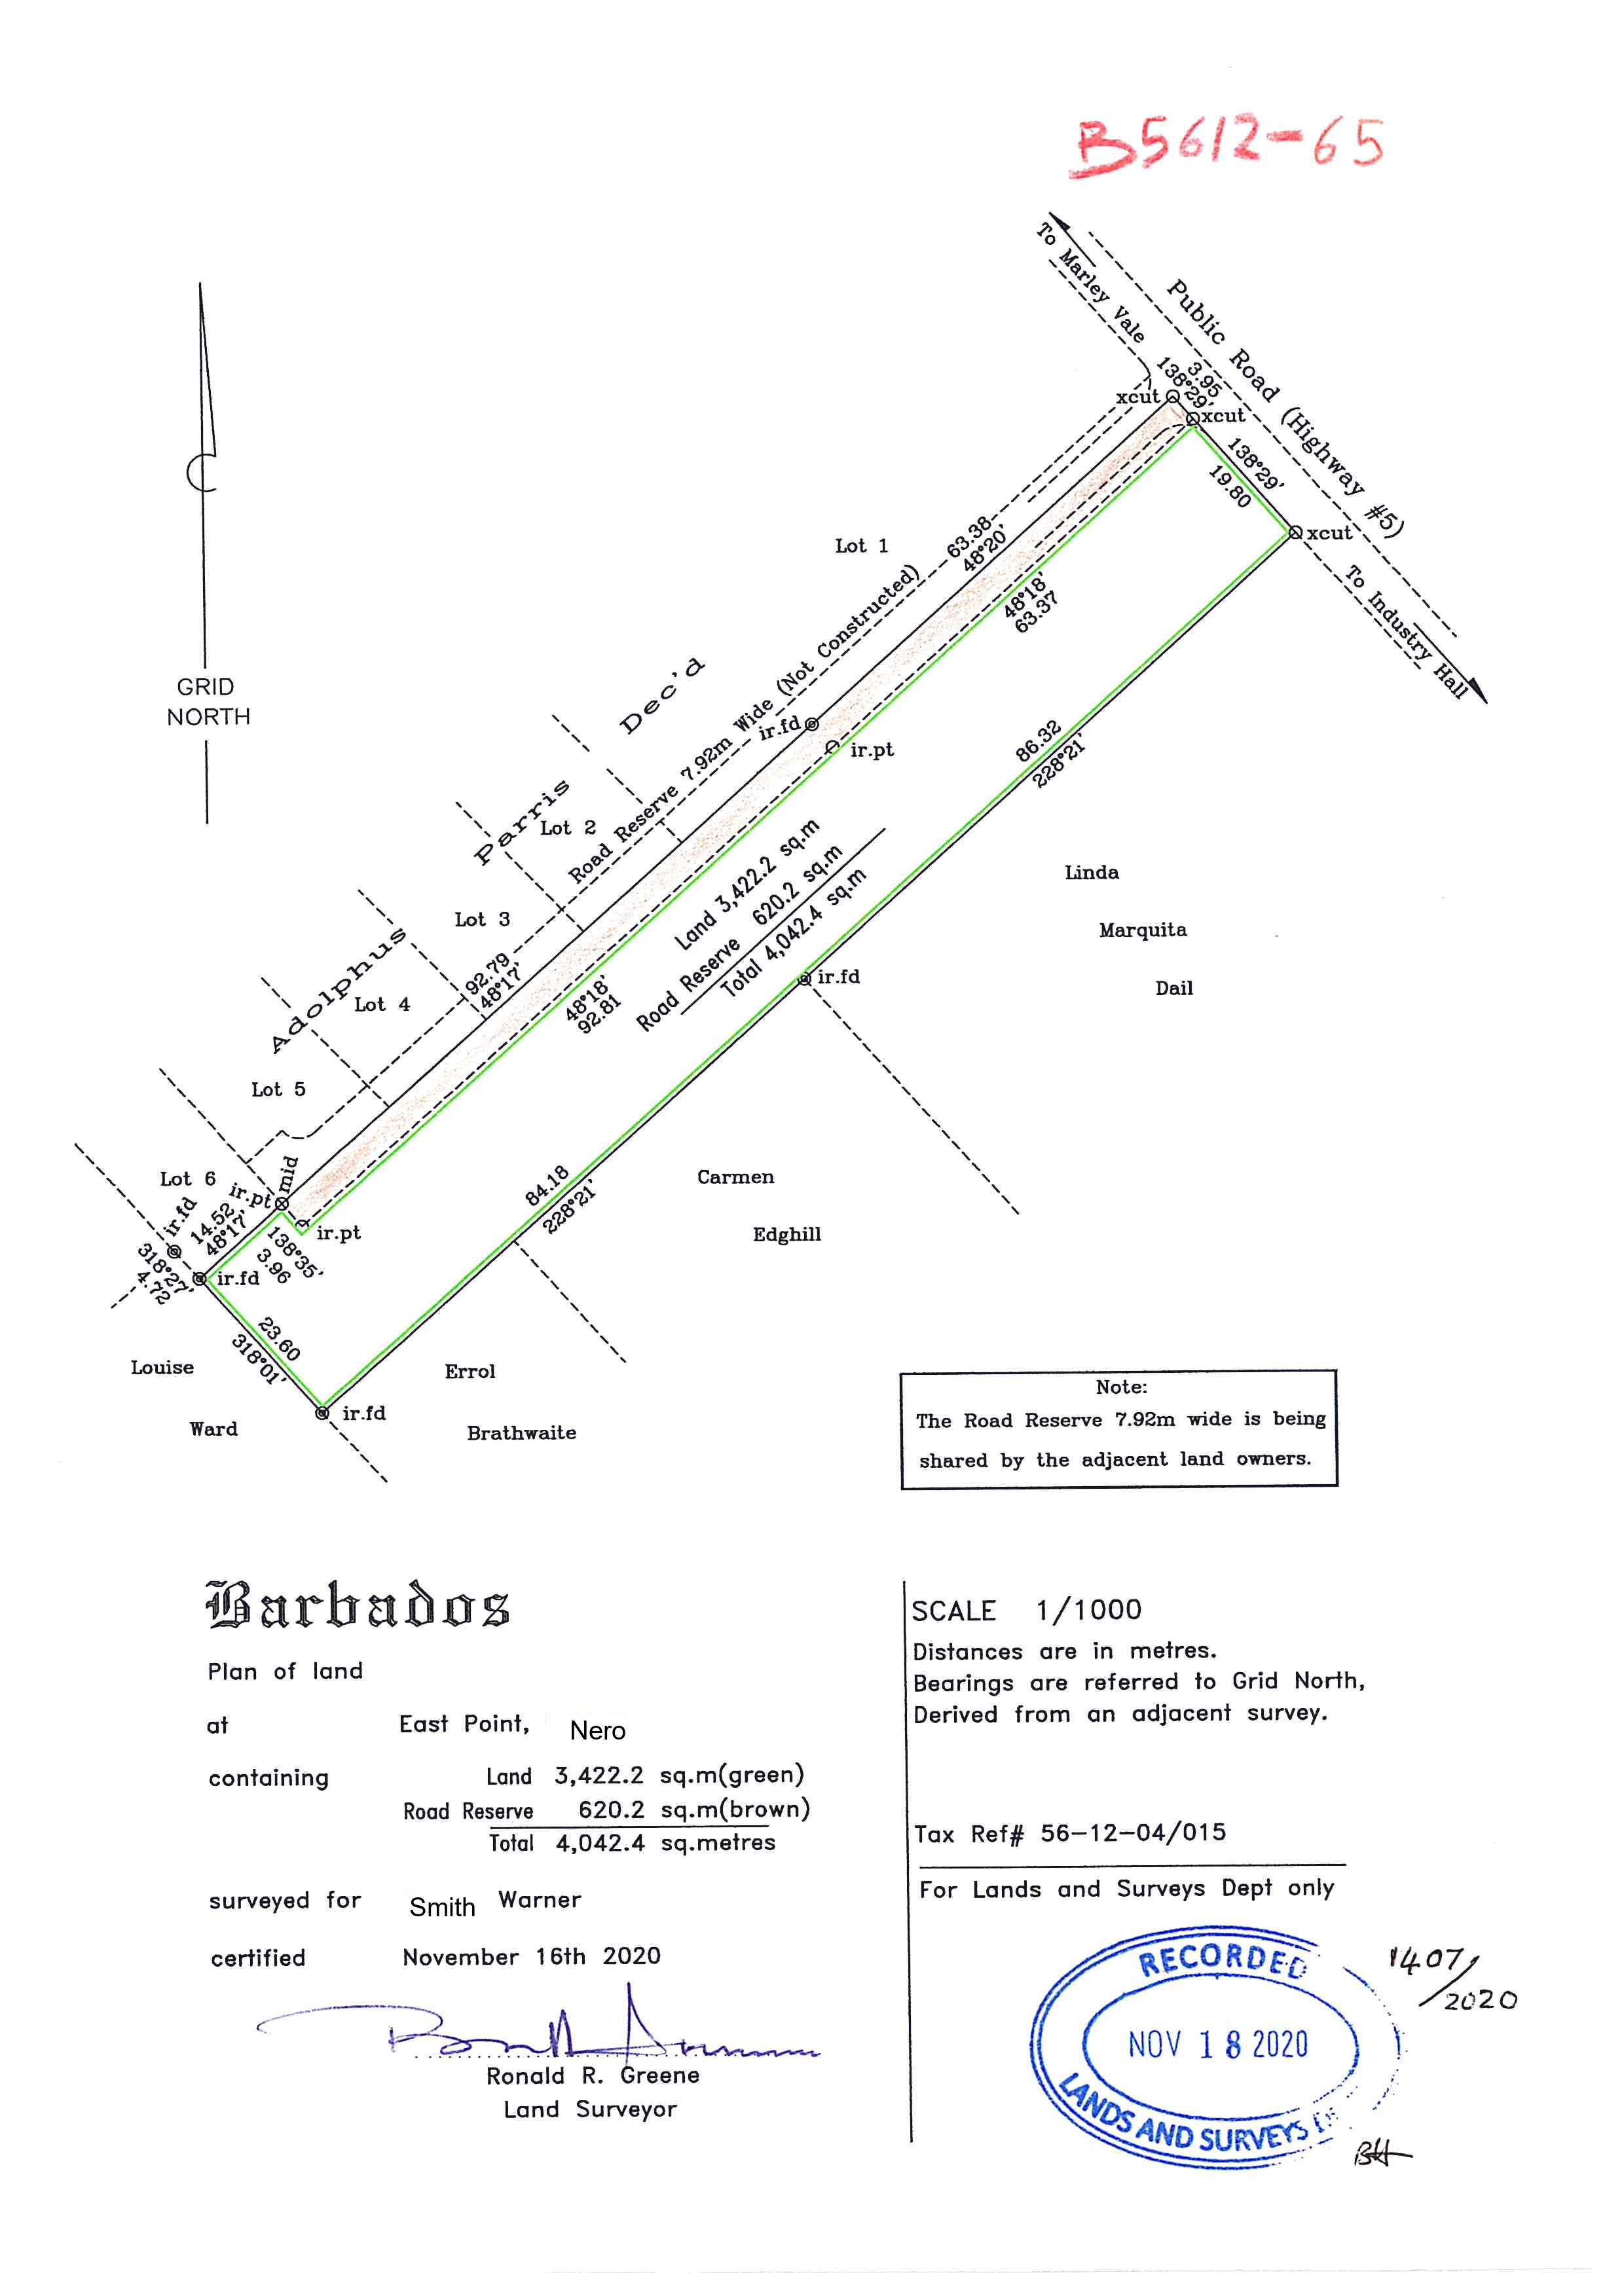 B5612-65
To Marley Vale
Public Road (Highway #5)
3.95
138°29'
xcut
xcut
138°29'
19.80
xcut
To Industry Hall
GRID
NORTH
Lot 1
63.38
48°20'
48°18'
63.37
Road Reserve 7.92m Wide (Not Constructed)
Adolphus Parris Dec'd
ir.fd
ir.pt
86.32
228°21'
Lot 2
Land 3,422.2 sq.m
Road Reserve 620.2 sq.m
Total 4,042.4 sq.m
Linda
Marquita
Dail
Lot 3
92.79
48°17'
48°18'
92.81
ir.fd
Lot 4
Lot 5
Lot 6
ir.pt
mid
ir.fd
14.52
48°17'
ir.pt
138°35'
3.96
318°27'
4.72
ir.fd
84.18
228°21'
Carmen
Edghill
23.60
318°01'
Louise
Ward
ir.fd
Errol
Brathwaite
Note:
The Road Reserve 7.92m wide is being
shared by the adjacent land owners.
Barbados
Plan of land
at East Point, Nero
containing Land 3,422.2 sq.m(green)
Road Reserve 620.2 sq.m(brown)
Total 4,042.4 sq.metres
surveyed for Smith Warner
certified November 16th 2020
Ronald R. Greene
Land Surveyor
SCALE 1/1000
Distances are in metres.
Bearings are referred to Grid North,
Derived from an adjacent survey.
Tax Ref# 56-12-04/015
For Lands and Surveys Dept only
RECORDED
NOV 18 2020
LANDS AND SURVEYS
1407/2020
BH